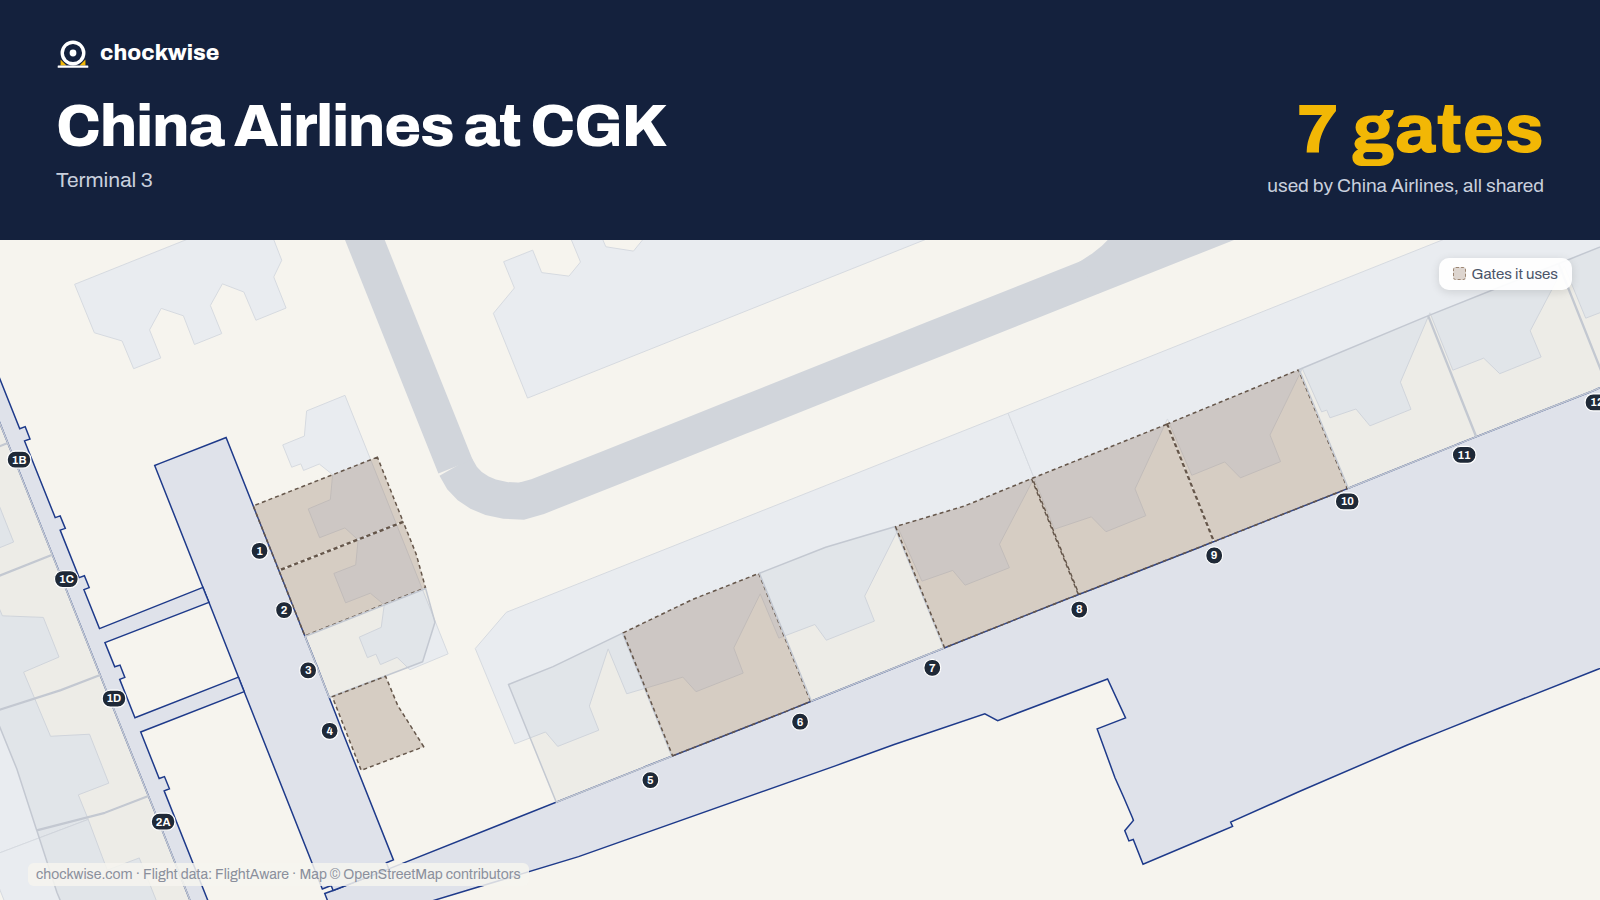 chockwise
China Airlines at CGK
Terminal 3
7 gates
used by China Airlines, all shared
Gates it uses
1B
1C
1D
2A
1
2
3
4
5
6
7
8
9
10
11
12
chockwise.com · Flight data: FlightAware · Map © OpenStreetMap contributors